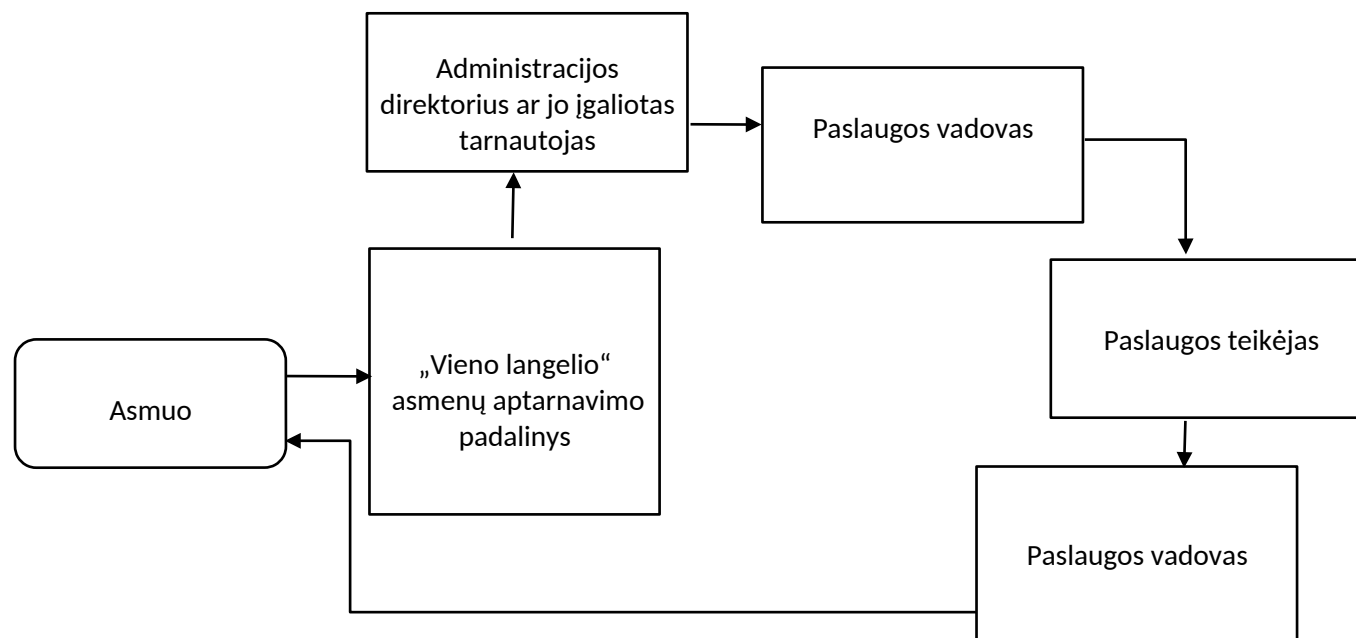 Administracijos
direktorius ar jo įgaliotas
tarnautojas
Paslaugos vadovas
Paslaugos teikėjas
„Vieno langelio“
asmenų aptarnavimo
padalinys
Asmuo
Paslaugos vadovas